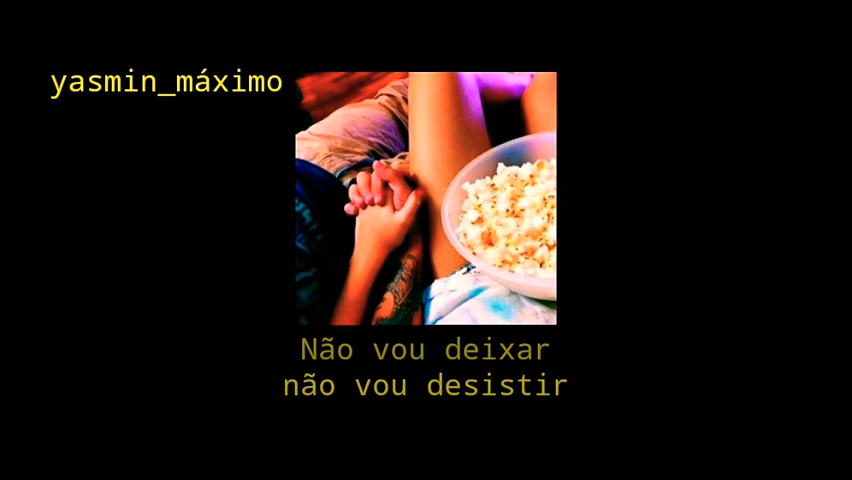 yasmin_máximo
Não vou deixar
não vou desistir